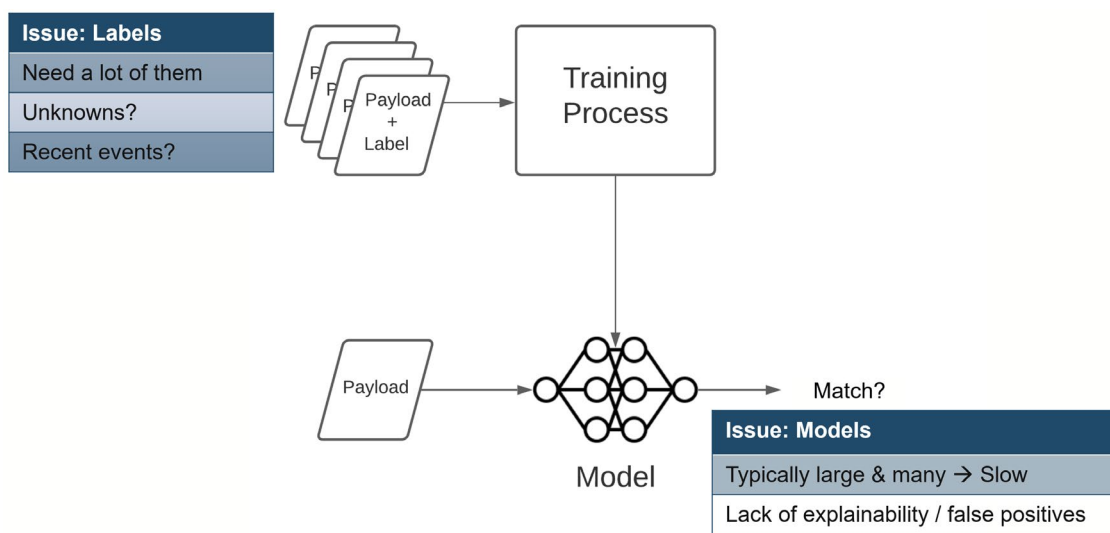 Issue: Labels
Need a lot of them
Unknowns?
Recent events?
P
P
P
Payload
+
Label
Training
Process
Payload
Match?
Model
Issue: Models
Typically large & many → Slow
Lack of explainability / false positives